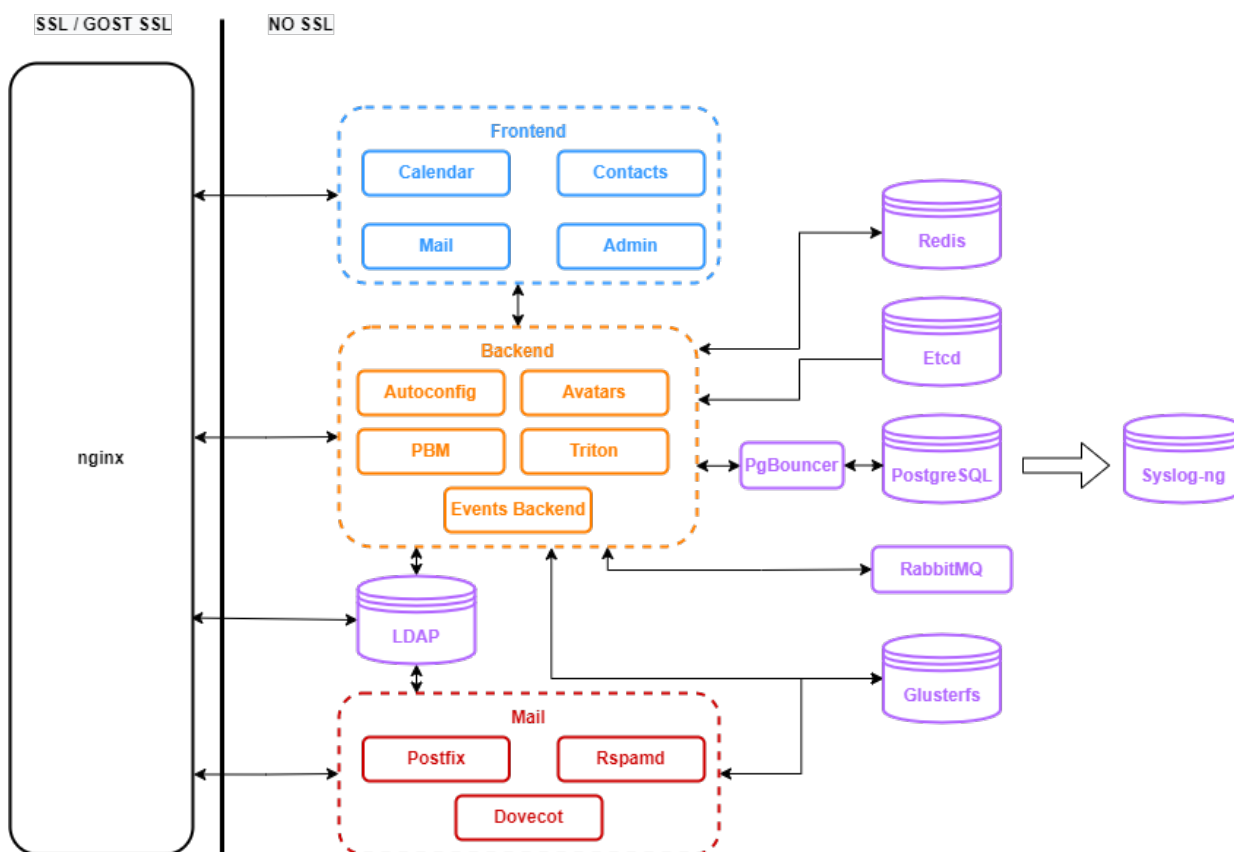 SSL / GOST SSL
NO SSL
nginx
Frontend
Calendar
Contacts
Mail
Admin
Backend
Autoconfig
Avatars
PBM
Triton
Events Backend
LDAP
Mail
Postfix
Rspamd
Dovecot
Redis
Etcd
PgBouncer
PostgreSQL
Syslog-ng
RabbitMQ
Glusterfs